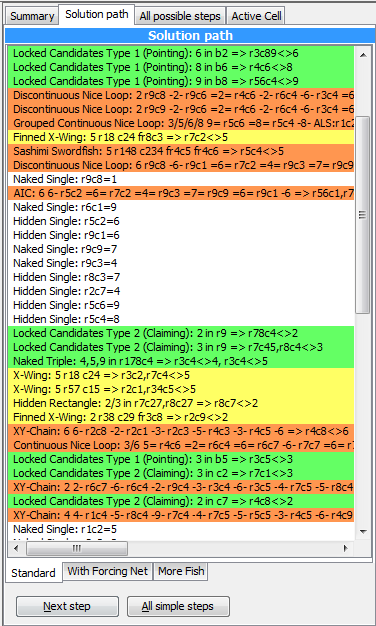 Summary Solution path All possible steps Active Cell
Solution path
Locked Candidates Type 1 (Pointing): 6 in b2 => r3c89<>6
Locked Candidates Type 1 (Pointing): 8 in b6 => r4c6<>8
Locked Candidates Type 1 (Pointing): 9 in b8 => r56c4<>9
Discontinuous Nice Loop: 2 r9c8 -2- r9c6 =2= r4c6 -2- r6c4 -6- r3c4 =6
Discontinuous Nice Loop: 2 r9c9 -2- r9c6 =2= r4c6 -2- r6c4 -6- r3c4 =6
Grouped Continuous Nice Loop: 3/5/6/8 9= r5c6 =8= r5c4 -8- ALS:r1c2
Finned X-Wing: 5 r18 c24 fr8c3 => r7c2<>5
Sashimi Swordfish: 5 r148 c234 fr4c5 fr4c6 => r5c4<>5
Discontinuous Nice Loop: 6 r9c8 -6- r9c1 =6= r7c2 =4= r9c3 =7= r9c9
Naked Single: r9c8=1
AIC: 6 6- r5c2 =6= r7c2 =4= r9c3 =7= r9c9 =6= r9c1 -6 => r56c1,r7
Naked Single: r6c1=9
Hidden Single: r5c2=6
Hidden Single: r9c1=6
Naked Single: r9c9=7
Naked Single: r9c3=4
Hidden Single: r8c3=7
Hidden Single: r2c7=4
Hidden Single: r5c6=9
Hidden Single: r5c4=8
Locked Candidates Type 2 (Claiming): 2 in r9 => r78c4<>2
Locked Candidates Type 2 (Claiming): 3 in r9 => r7c45,r8c4<>3
Naked Triple: 4,5,9 in r178c4 => r3c4<>4, r3c4<>5
X-Wing: 5 r18 c24 => r3c2,r7c4<>5
X-Wing: 5 r57 c15 => r2c1,r34c5<>5
Hidden Rectangle: 2/3 in r7c27,r8c27 => r8c7<>2
Finned X-Wing: 2 r38 c29 fr3c8 => r2c9<>2
XY-Chain: 6 6- r2c8 -2- r2c1 -3- r2c3 -5- r4c3 -3- r4c5 -6 => r4c8<>6
Continuous Nice Loop: 3/6 5= r4c6 =2= r6c4 =6= r6c7 -6- r7c7 =6= r7
Locked Candidates Type 1 (Pointing): 3 in b5 => r3c5<>3
Locked Candidates Type 2 (Claiming): 3 in c2 => r7c1<>3
XY-Chain: 2 2- r6c7 -6- r6c4 -2- r9c4 -3- r3c4 -6- r3c5 -4- r7c5 -5- r8c4
Locked Candidates Type 2 (Claiming): 2 in c7 => r4c8<>2
XY-Chain: 4 4- r1c4 -5- r8c4 -9- r7c4 -4- r7c5 -5- r5c5 -3- r4c5 -6- r4c9
Naked Single: r1c2=5
Standard With Forcing Net More Fish
Next step All simple steps